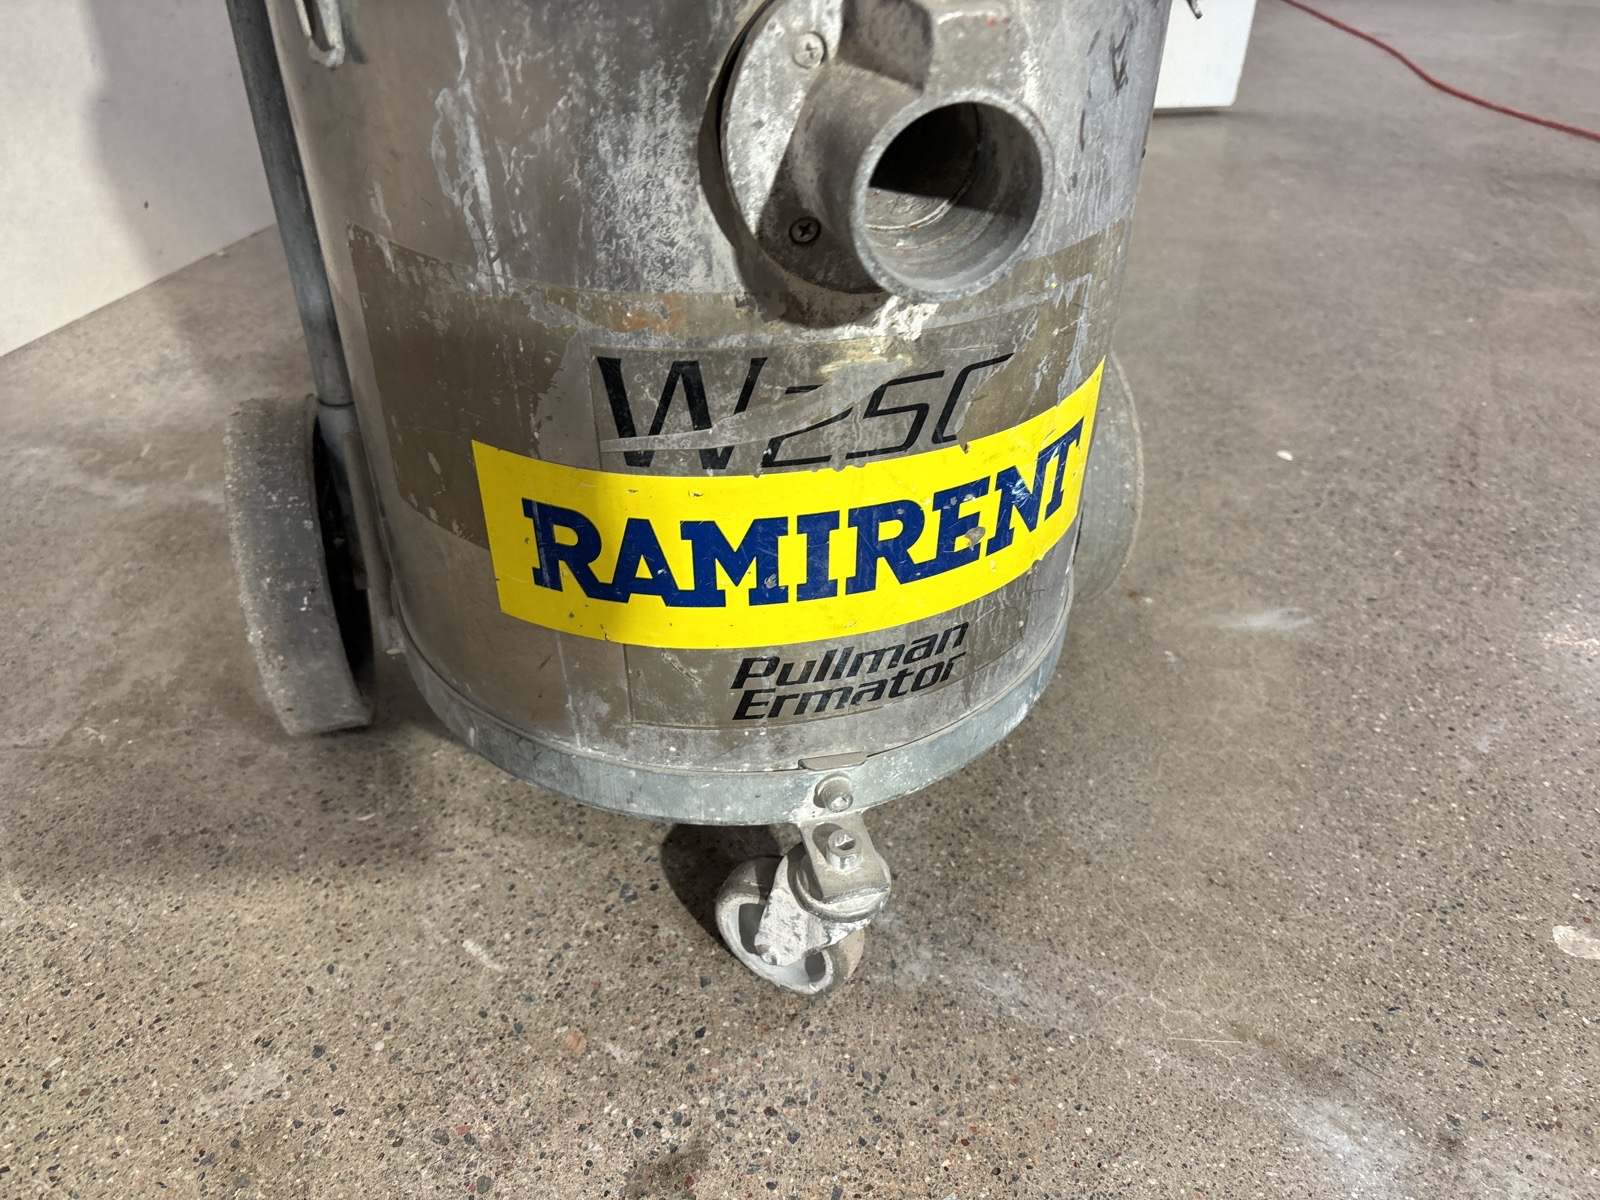 W250
RAMIRENT
Pullman
Ermator